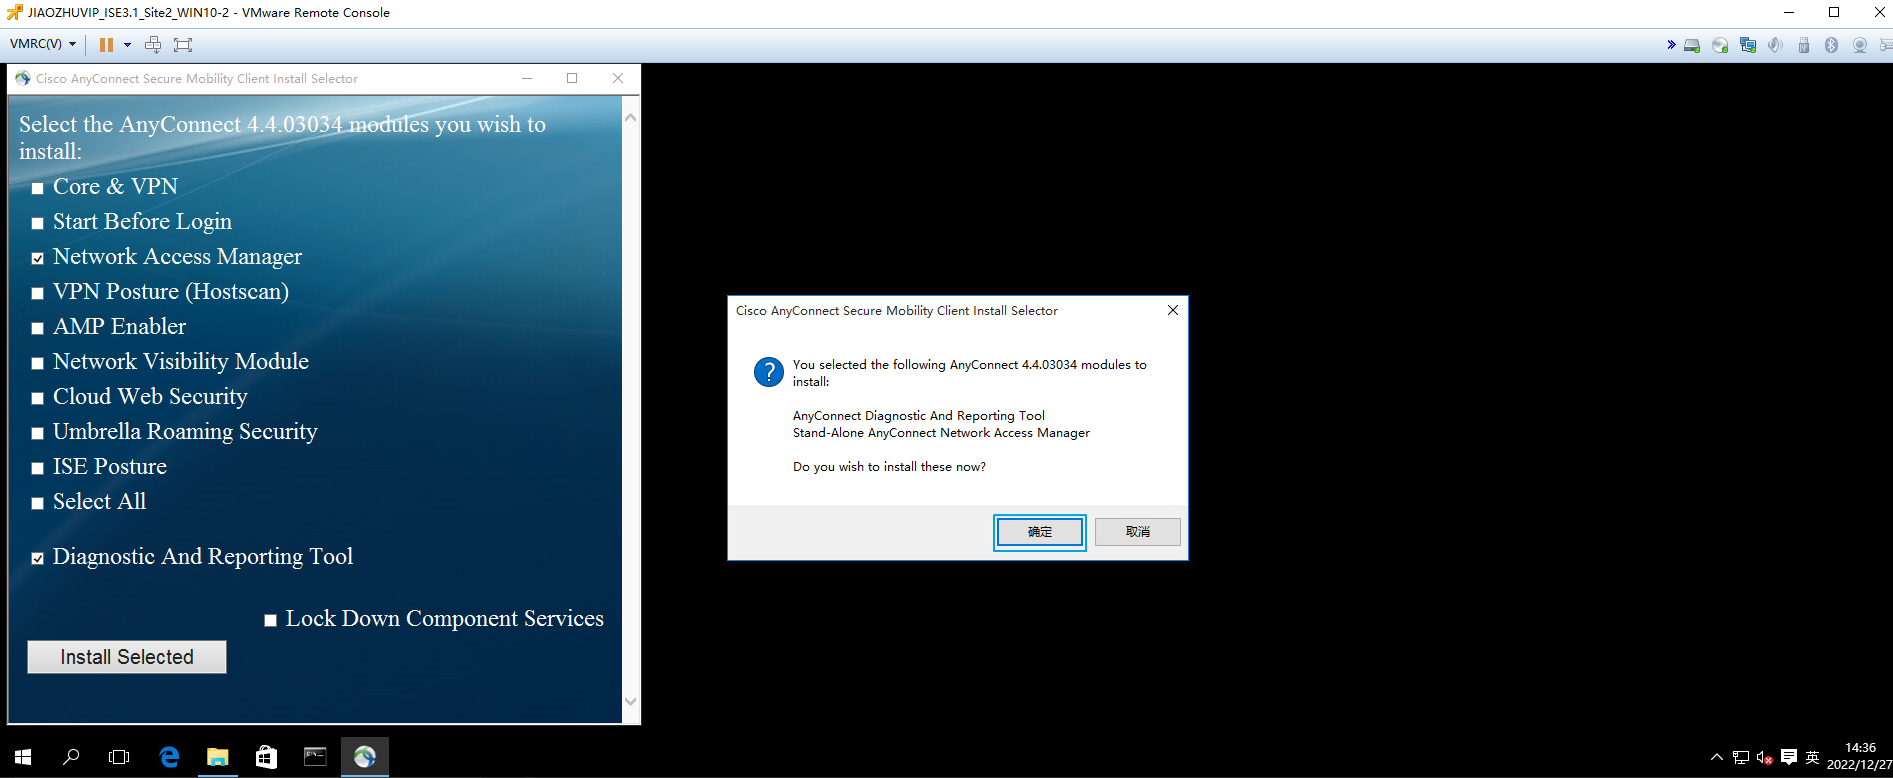 JIAOZHUVIP_ISE3.1_Site2_WIN10-2 - VMware Remote Console
VMRC(V)
Cisco AnyConnect Secure Mobility Client Install Selector
Select the AnyConnect 4.4.03034 modules you wish to
install:
Core & VPN
Start Before Login
Network Access Manager
VPN Posture (Hostscan)
AMP Enabler
Network Visibility Module
Cloud Web Security
Umbrella Roaming Security
ISE Posture
Select All
Diagnostic And Reporting Tool
Lock Down Component Services
Install Selected
Cisco AnyConnect Secure Mobility Client Install Selector
You selected the following AnyConnect 4.4.03034 modules to
install:
AnyConnect Diagnostic And Reporting Tool
Stand-Alone AnyConnect Network Access Manager
Do you wish to install these now?
确定
取消
英
14:36
2022/12/27